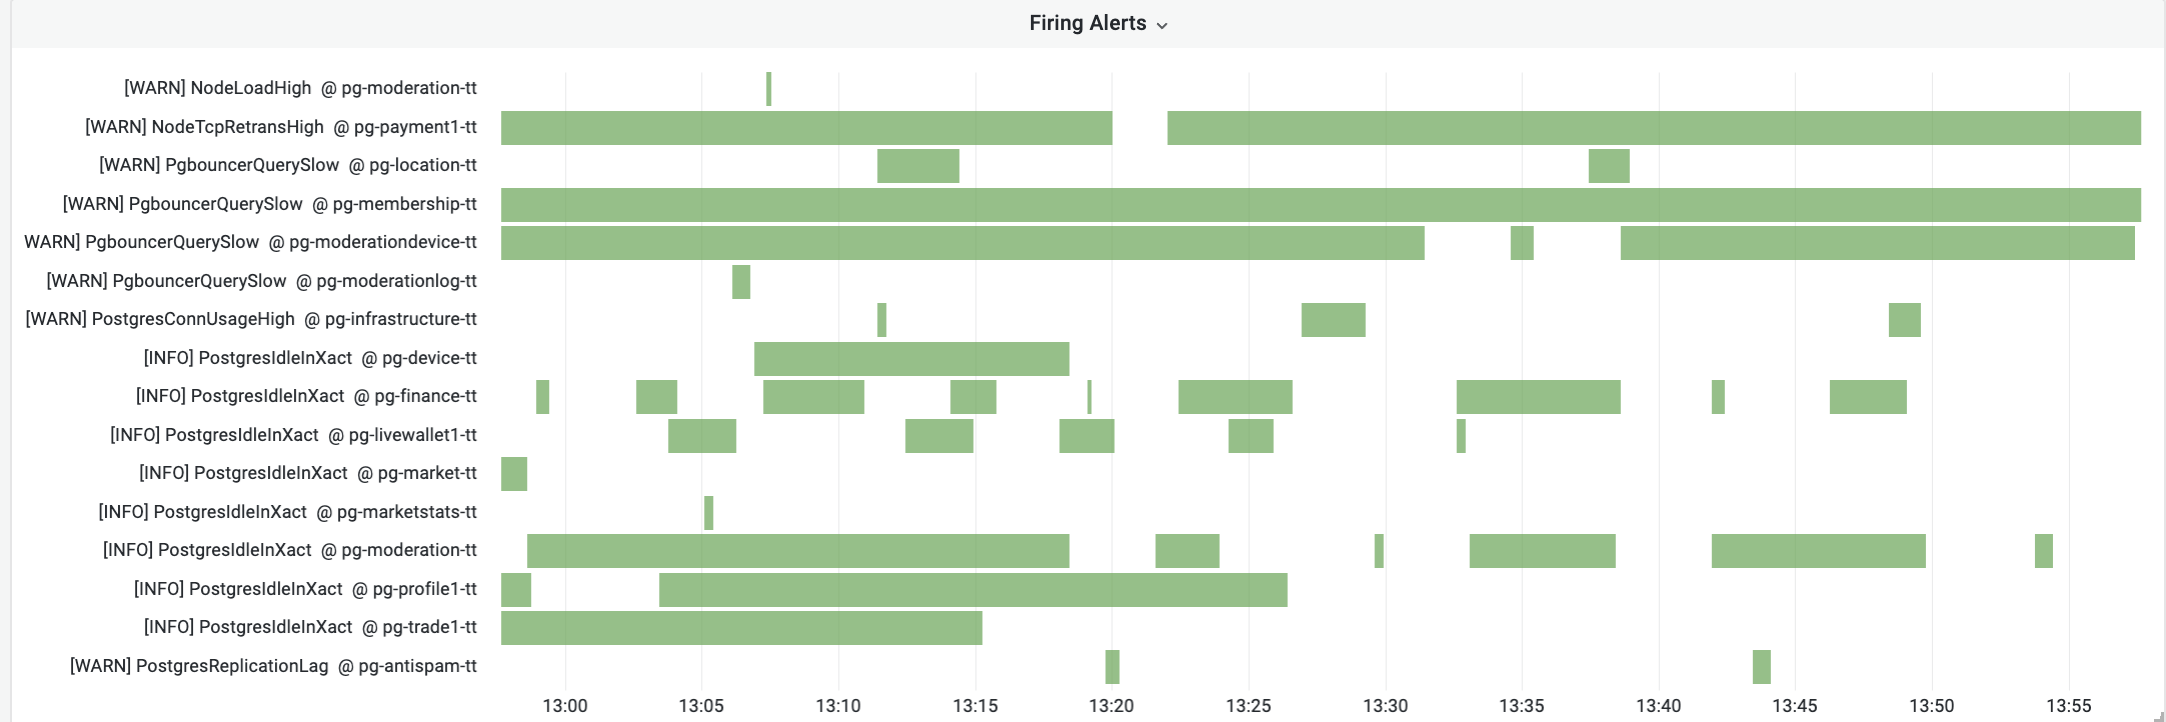 Firing Alerts
[WARN] NodeLoadHigh @ pg-moderation-tt
[WARN] NodeTcpRetransHigh @ pg-payment1-tt
[WARN] PgbouncerQuerySlow @ pg-location-tt
[WARN] PgbouncerQuerySlow @ pg-membership-tt
WARN] PgbouncerQuerySlow @ pg-moderationdevice-tt
[WARN] PgbouncerQuerySlow @ pg-moderationlog-tt
[WARN] PostgresConnUsageHigh @ pg-infrastructure-tt
[INFO] PostgresIdleInXact @ pg-device-tt
[INFO] PostgresIdleInXact @ pg-finance-tt
[INFO] PostgresIdleInXact @ pg-livewallet1-tt
[INFO] PostgresIdleInXact @ pg-market-tt
[INFO] PostgresIdleInXact @ pg-marketstats-tt
[INFO] PostgresIdleInXact @ pg-moderation-tt
[INFO] PostgresIdleInXact @ pg-profile1-tt
[INFO] PostgresIdleInXact @ pg-trade1-tt
[WARN] PostgresReplicationLag @ pg-antispam-tt
13:00 13:05 13:10 13:15 13:20 13:25 13:30 13:35 13:40 13:45 13:50 13:55